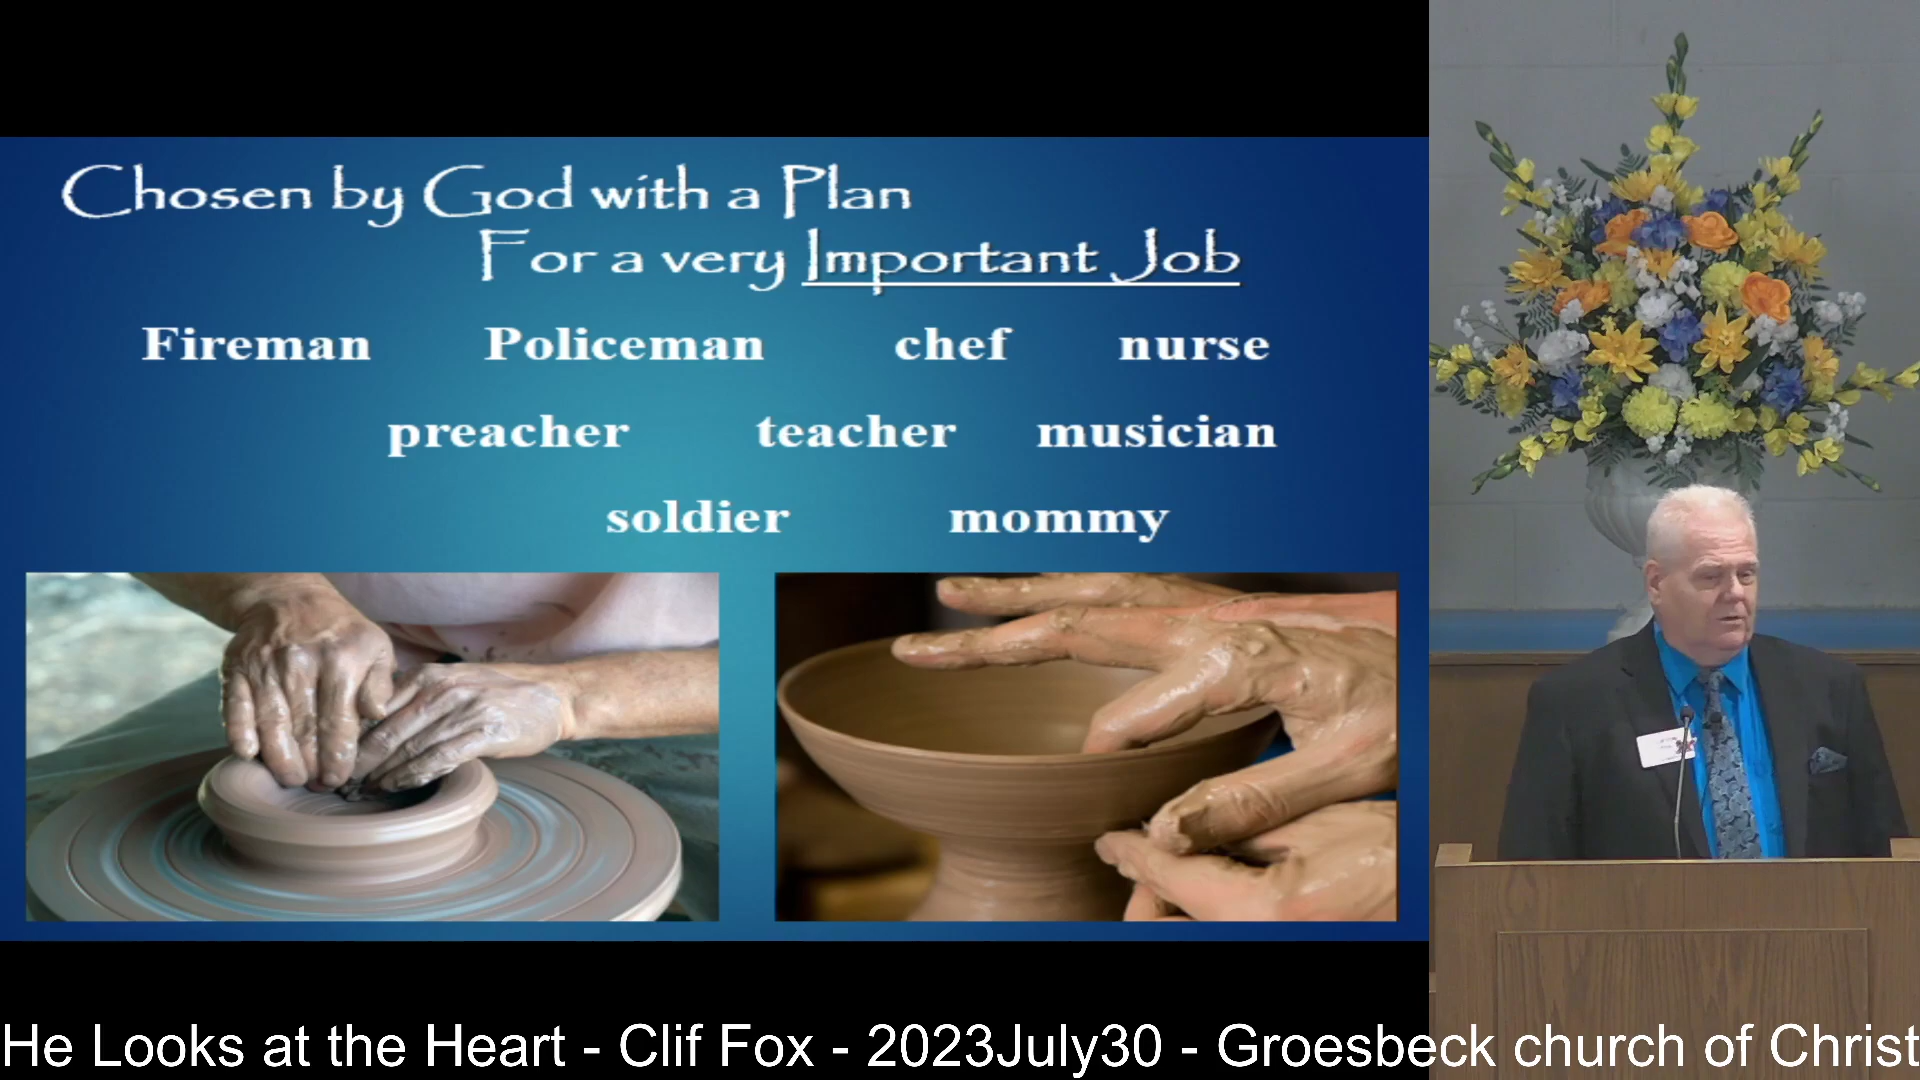 Chosen by God with a Plan
For a very Important Job
Fireman Policeman chef nurse
preacher teacher musician
soldier mommy
He Looks at the Heart - Clif Fox - 2023July30 - Groesbeck church of Christ